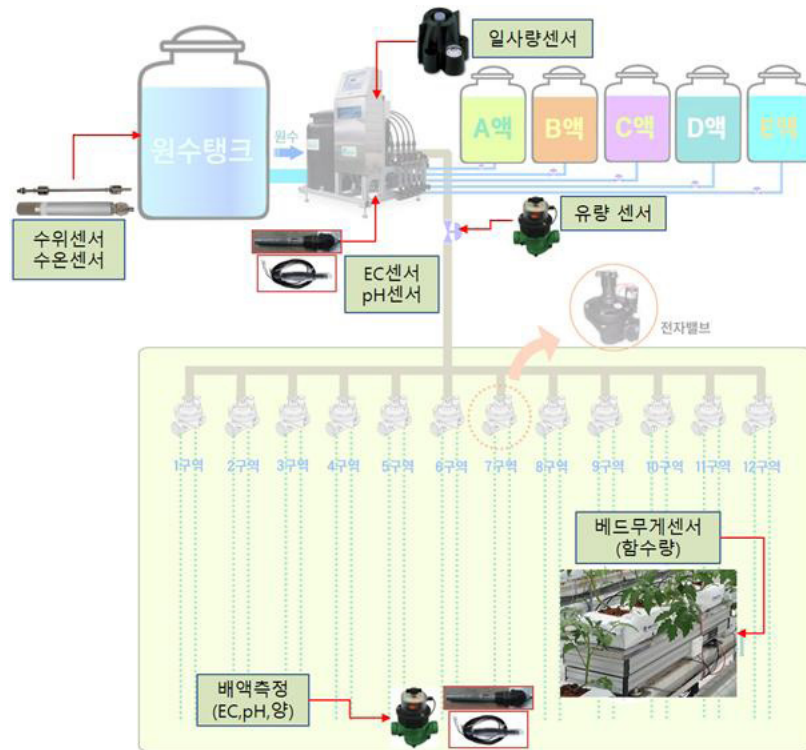 일사량센서
원수탱크
원수
A액
B액
C액
D액
E액
수위센서
수온센서
EC센서
pH센서
유량 센서
전자밸브
1구역
2구역
3구역
4구역
5구역
6구역
7구역
8구역
9구역
10구역
11구역
12구역
베드무게센서
(함수량)
배액측정
(EC,pH,양)